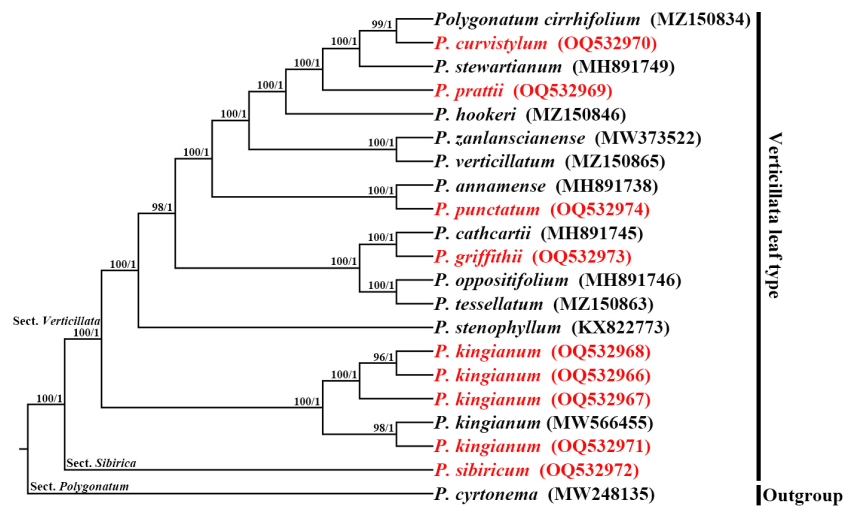 99/1
Polygonatum cirrhifolium (MZ150834)
100/1
P. curvistylum (OQ532970)
100/1
P. stewartianum (MH891749)
100/1
P. prattii (OQ532969)
100/1
P. hookeri (MZ150846)
100/1
P. zanlanscianense (MW373522)
100/1
P. verticillatum (MZ150865)
100/1
P. annamense (MH891738)
98/1
P. punctatum (OQ532974)
100/1
P. cathcartii (MH891745)
100/1
P. griffithii (OQ532973)
100/1
P. oppositifolium (MH891746)
100/1
P. tessellatum (MZ150863)
Sect. Verticillata
P. stenophyllum (KX822773)
100/1
96/1
P. kingianum (OQ532968)
100/1
P. kingianum (OQ532966)
100/1
P. kingianum (OQ532967)
100/1
P. kingianum (MW566455)
98/1
P. kingianum (OQ532971)
Sect. Sibirica
P. sibiricum (OQ532972)
Sect. Polygonatum
P. cyrtonema (MW248135)
Verticillata leaf type
Outgroup